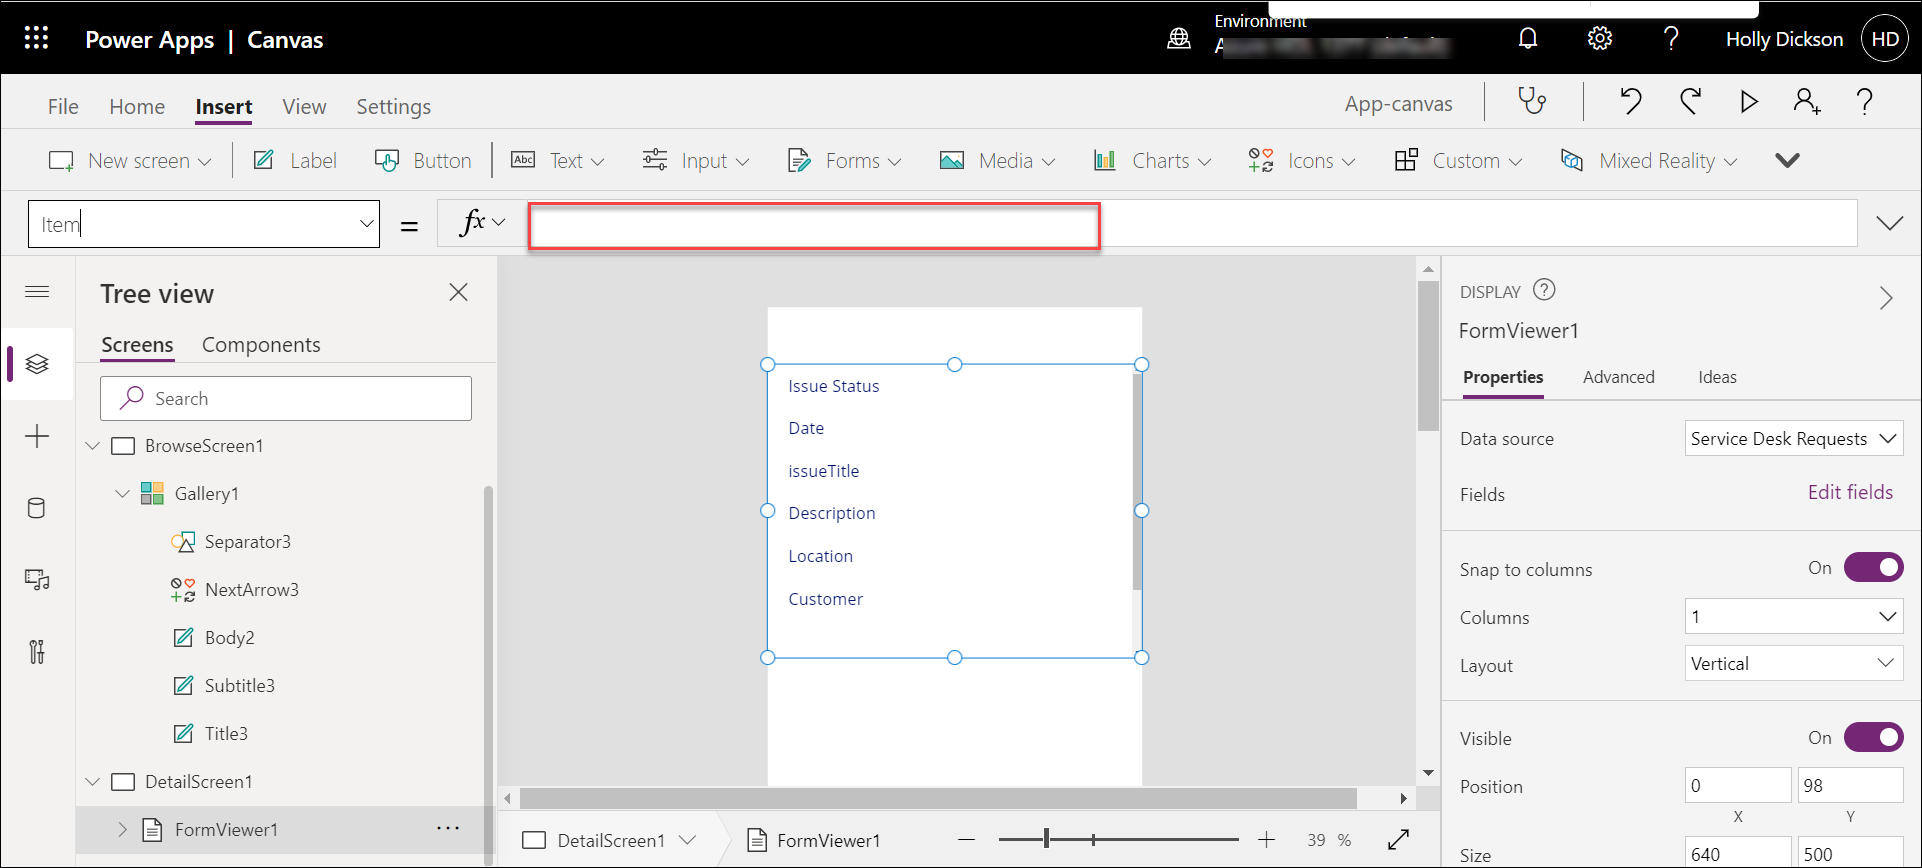 Power Apps | Canvas
Environment
Holly Dickson
HD
File Home Insert View Settings
App-canvas
New screen Label Button Abc Text Input Forms Media Charts Icons Custom Mixed Reality
Item = fx
Tree view
Screens Components
Search
BrowseScreen1
Gallery1
Separator3
NextArrow3
Body2
Subtitle3
Title3
DetailScreen1
FormViewer1 ...
Issue Status
Date
issueTitle
Description
Location
Customer
DetailScreen1 FormViewer1 39 %
DISPLAY ?
FormViewer1
Properties Advanced Ideas
Data source Service Desk Requests
Fields Edit fields
Snap to columns On
Columns 1
Layout Vertical
Visible On
Position 0 98
X Y
Size 640 500